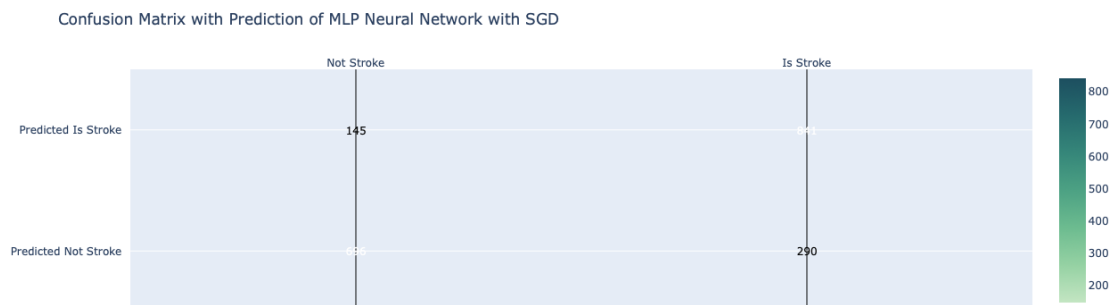 Confusion Matrix with Prediction of MLP Neural Network with SGD
Not Stroke Is Stroke
800
Predicted Is Stroke 145
700
600
500
400
Predicted Not Stroke 290
300
200